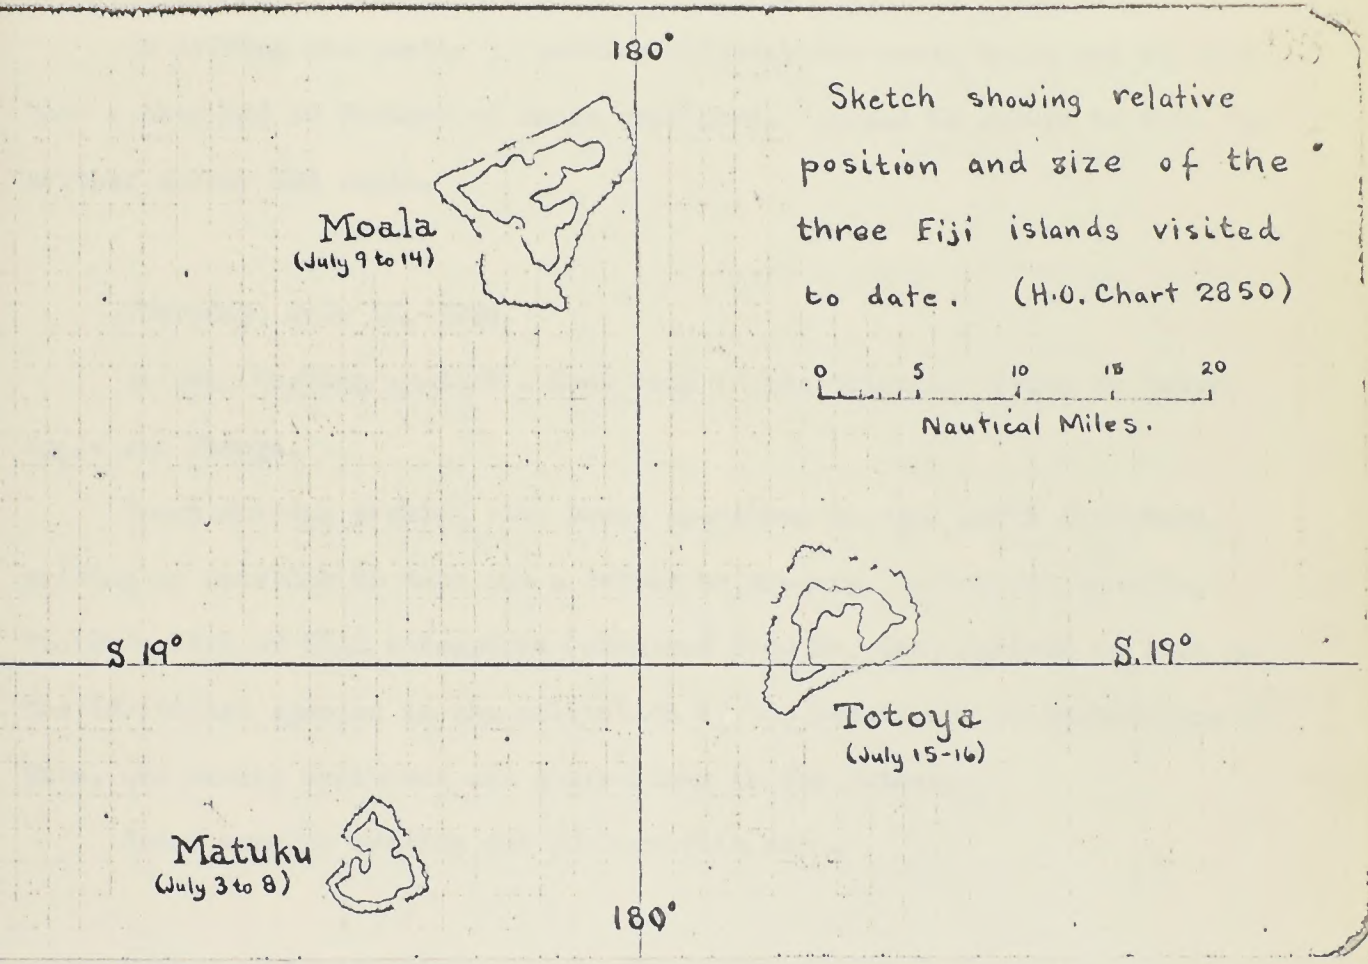 180°
Sketch showing relative
position and size of the
three Fiji islands visited
to date. (H.O. Chart 2850)
Moala
(July 9 to 14)
0 5 10 15 20
Nautical Miles.
S 19°
S. 19°
Totoya
(July 15-16)
Matuku
(July 3 to 8)
180°